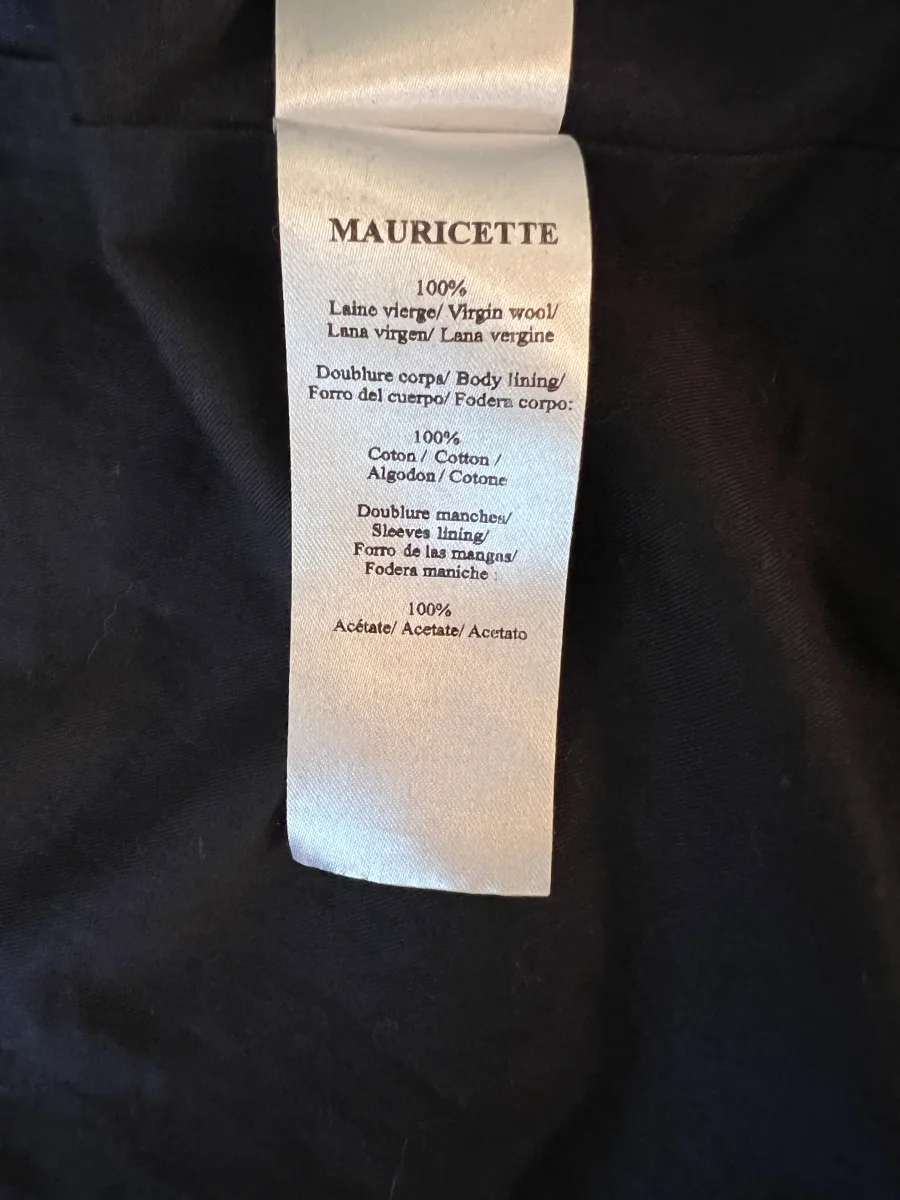 MAURICETTE
100%
Laine vierge/ Virgin wool/
Lana virgen/ Lana vergine
Doublure corps/ Body lining/
Forro del cuerpo/ Fodera corpo:
100%
Coton / Cotton /
Algodon / Cotone
Doublure manches/
Sleeves lining/
Forro de las mangas/
Fodera maniche :
100%
Acétate/ Acetate/ Acetato